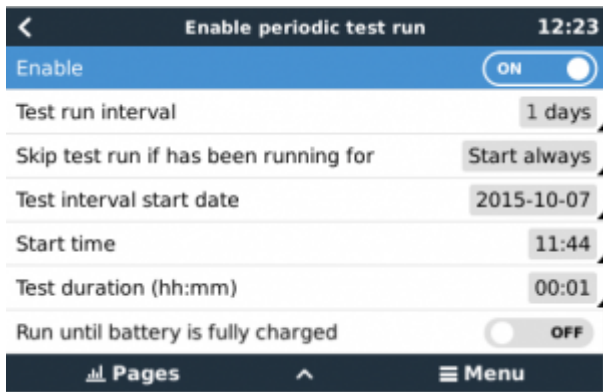 Enable periodic test run 12:23
Enable ON
Test run interval 1 days
Skip test run if has been running for Start always
Test interval start date 2015-10-07
Start time 11:44
Test duration (hh:mm) 00:01
Run until battery is fully charged OFF
Pages Menu